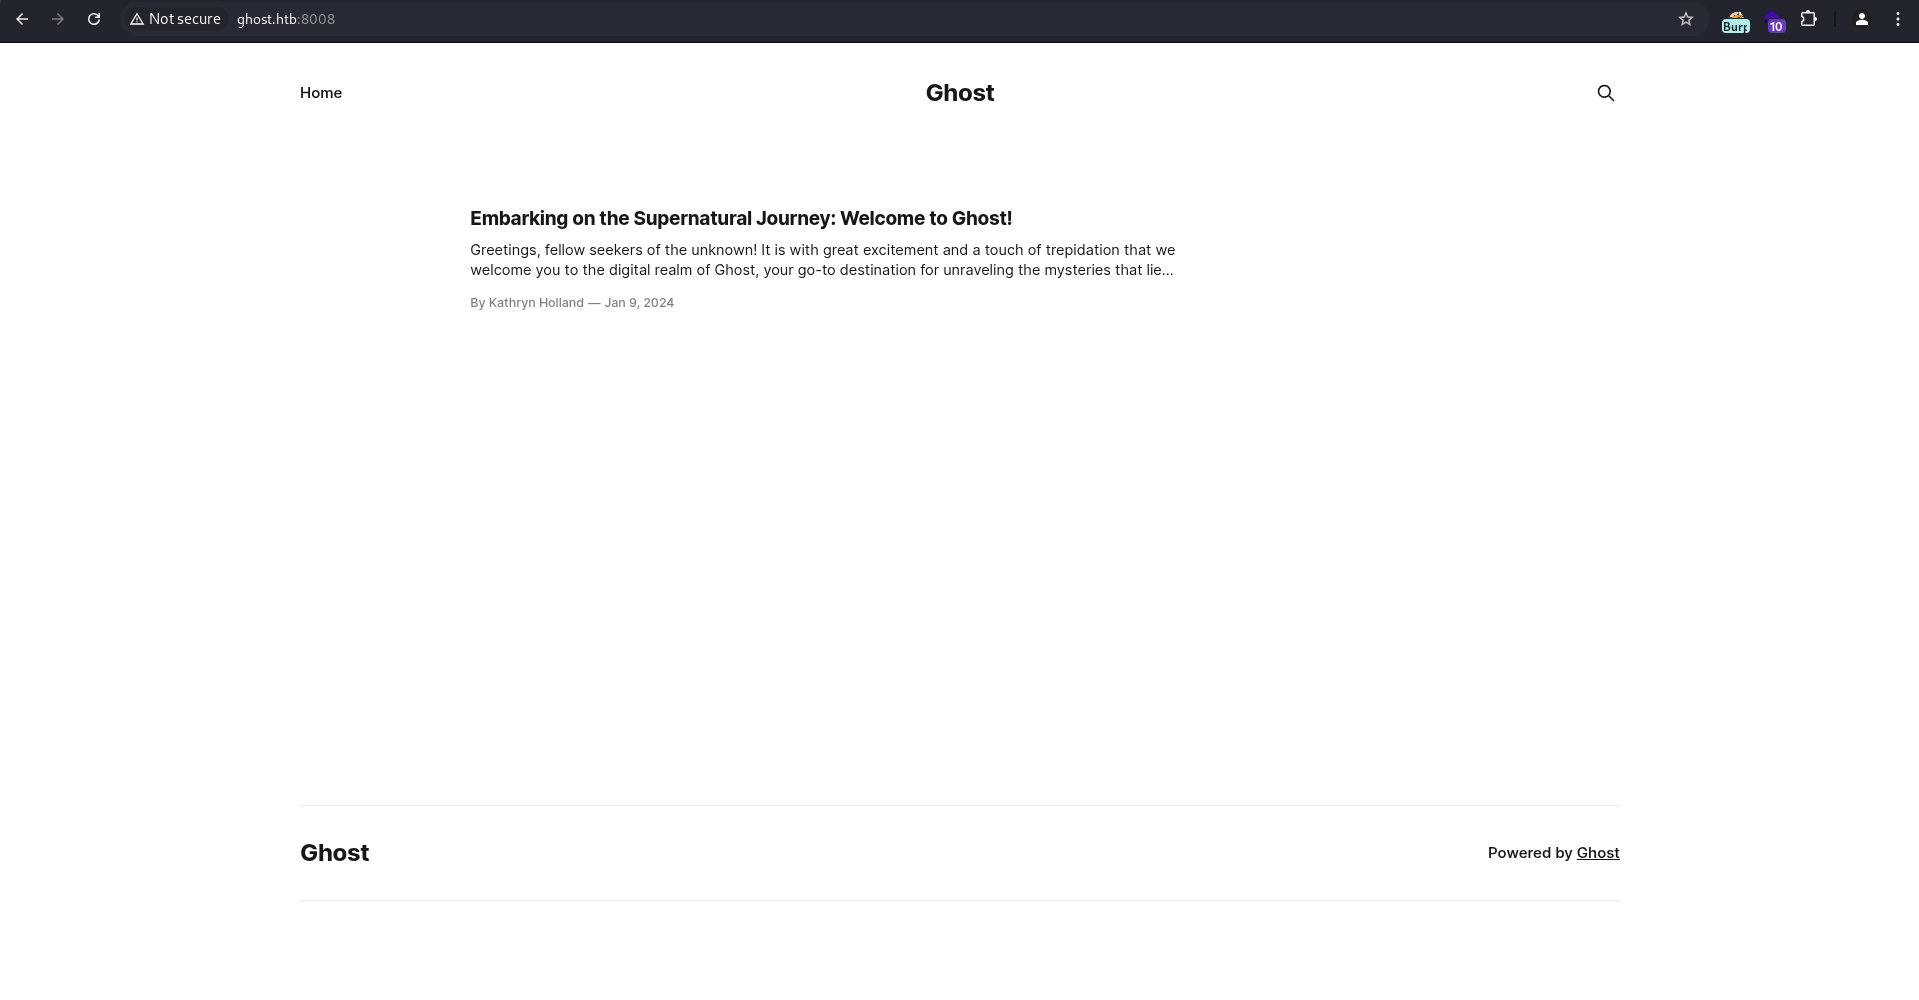 Not secure ghost.htb:8008
Burp
10
Home
Ghost
Embarking on the Supernatural Journey: Welcome to Ghost!
Greetings, fellow seekers of the unknown! It is with great excitement and a touch of trepidation that we
welcome you to the digital realm of Ghost, your go-to destination for unraveling the mysteries that lie...
By Kathryn Holland — Jan 9, 2024
Ghost
Powered by Ghost